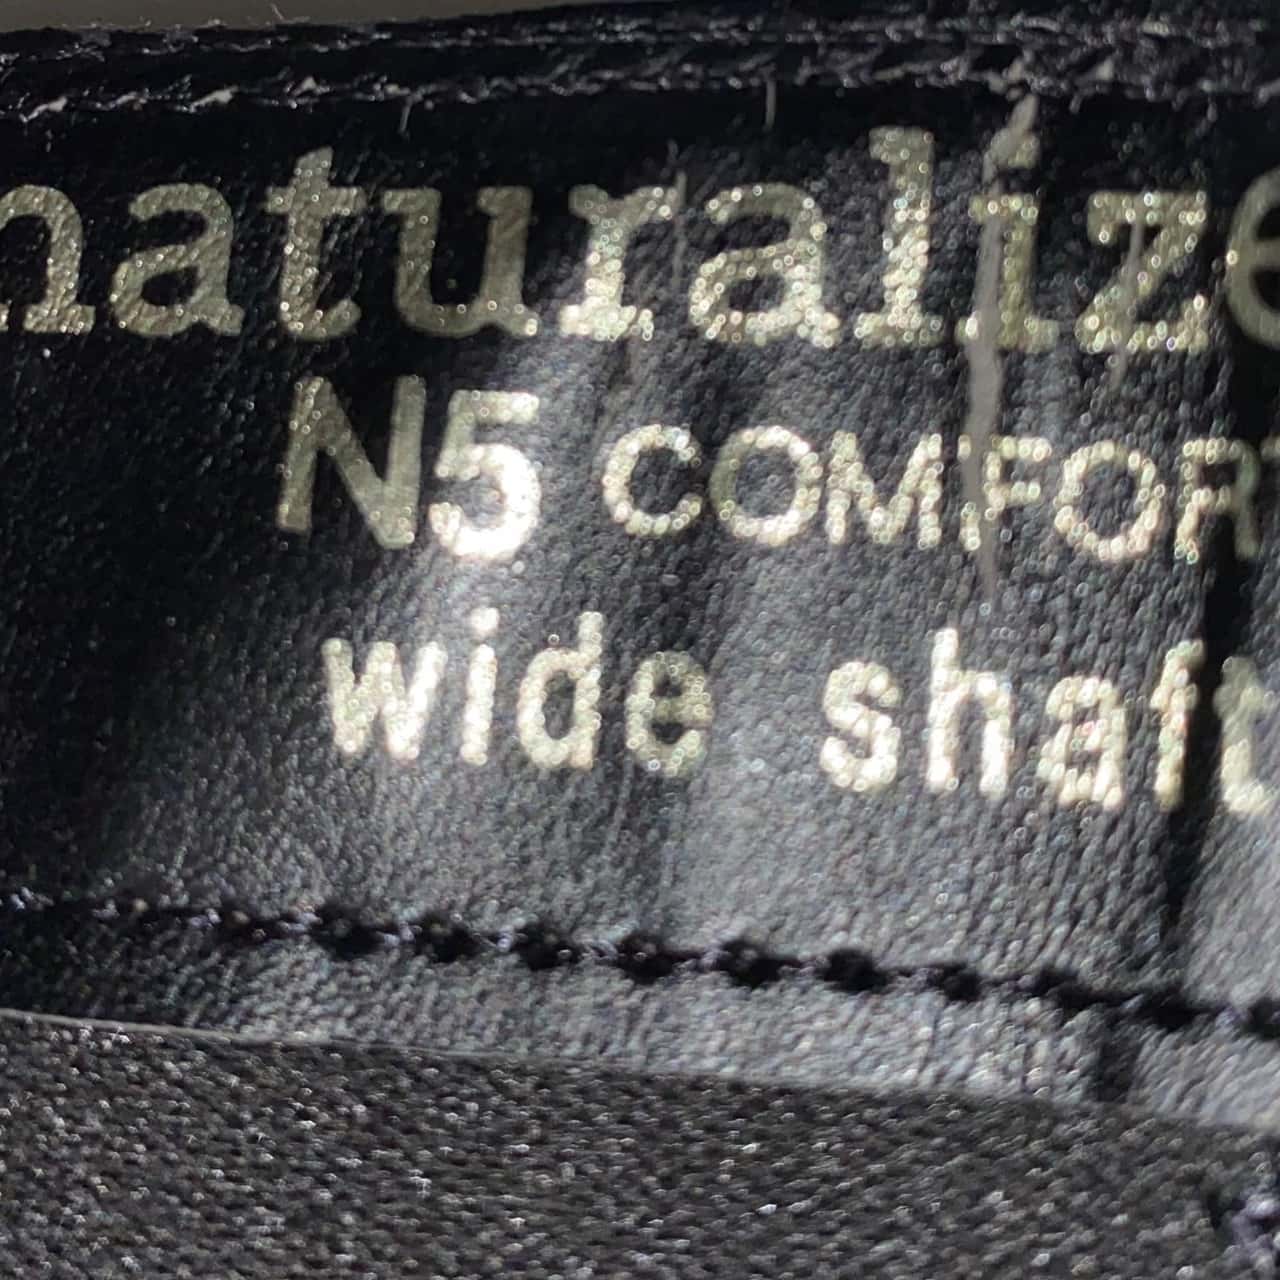 naturalize
N5 COMFORT
wide shaft